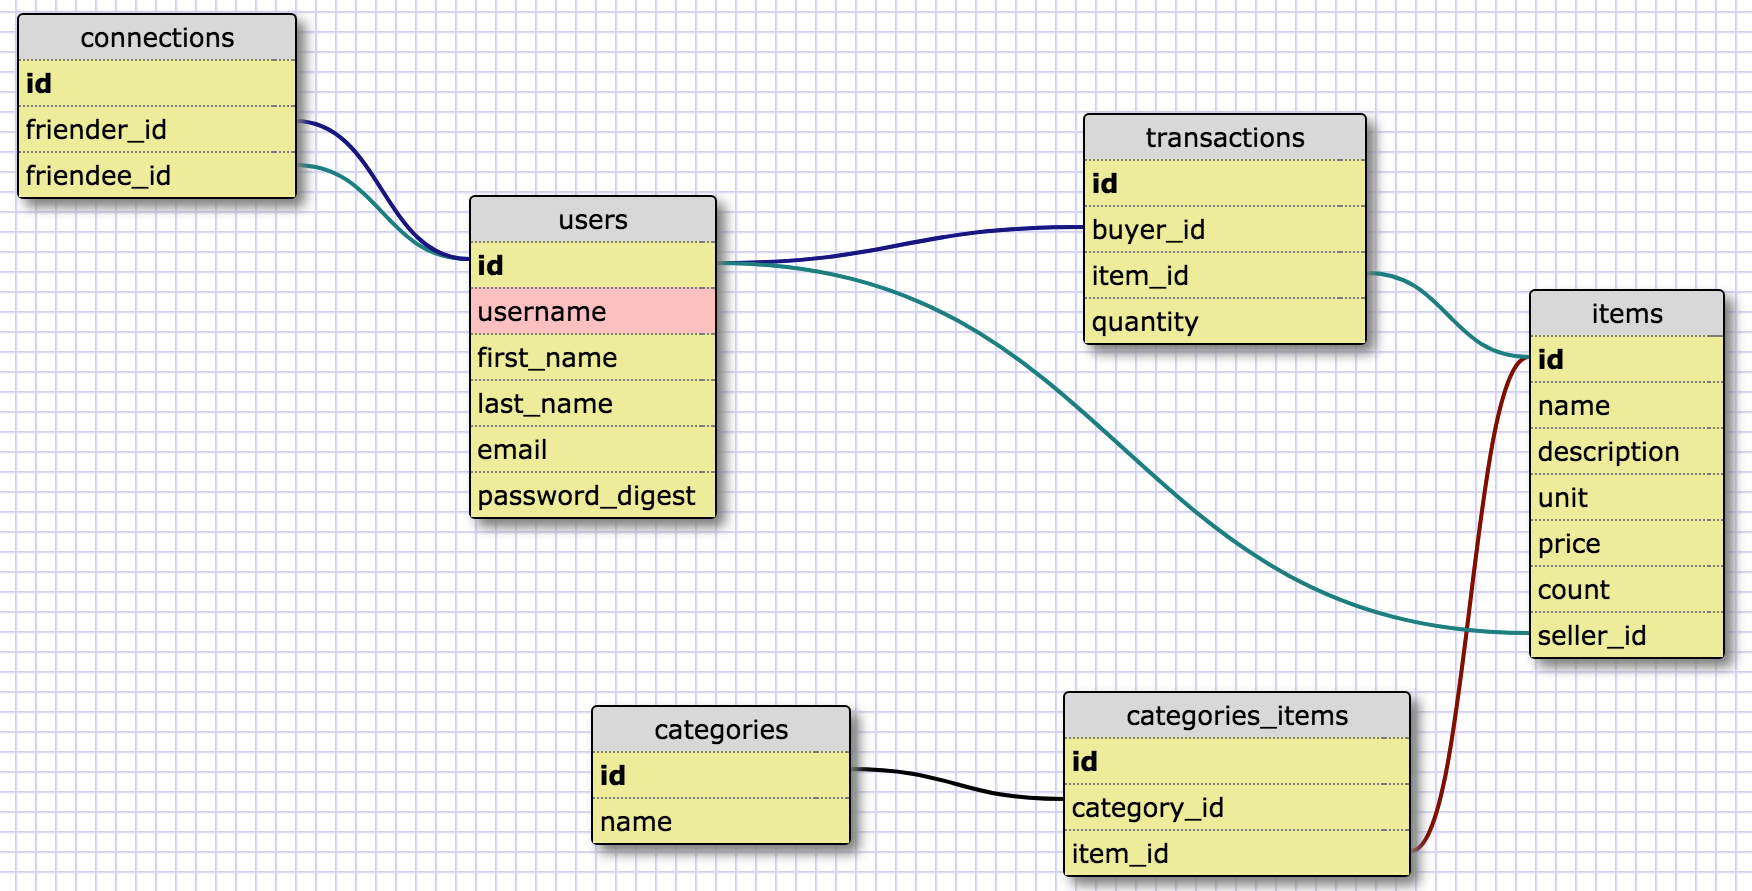 connections
id
friender_id
friendee_id
users
id
username
first_name
last_name
email
password_digest
transactions
id
buyer_id
item_id
quantity
items
id
name
description
unit
price
count
seller_id
categories
id
name
categories_items
id
category_id
item_id